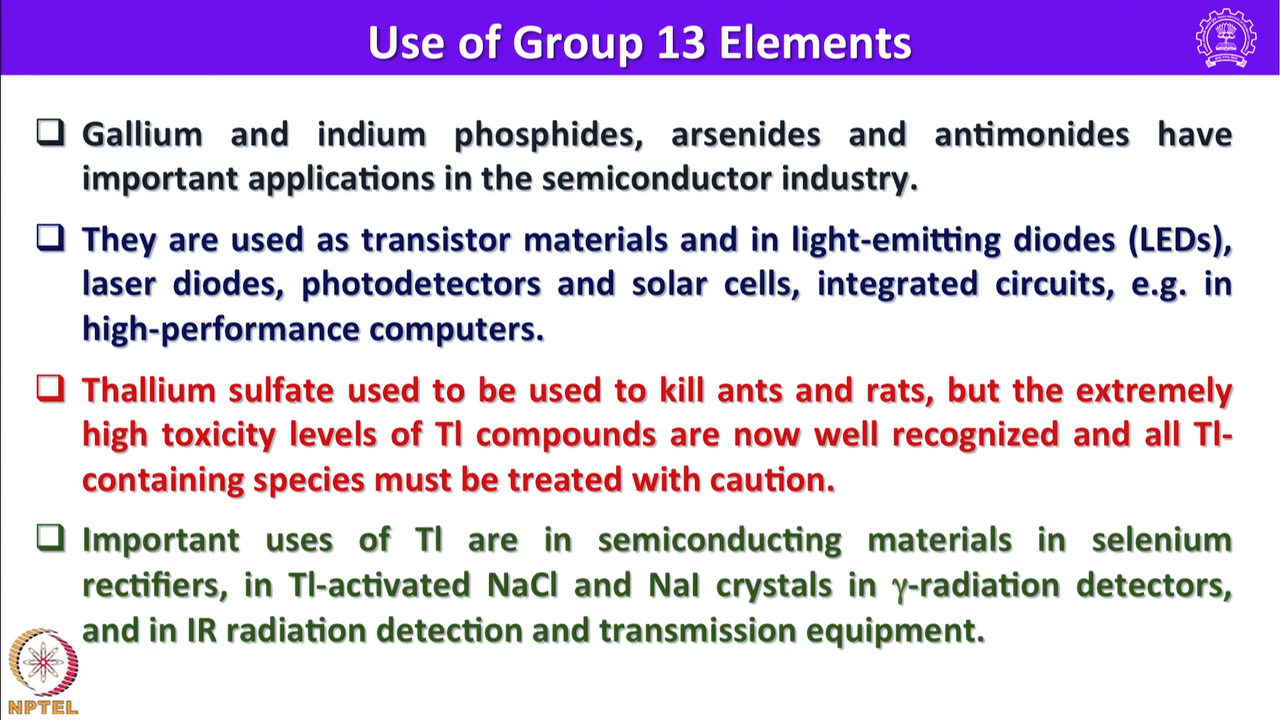 Use of Group 13 Elements
❑ Gallium and indium phosphides, arsenides and antimonides have
important applications in the semiconductor industry.
❑ They are used as transistor materials and in light-emitting diodes (LEDs),
laser diodes, photodetectors and solar cells, integrated circuits, e.g. in
high-performance computers.
❑ Thallium sulfate used to be used to kill ants and rats, but the extremely
high toxicity levels of Tl compounds are now well recognized and all Tl-
containing species must be treated with caution.
❑ Important uses of Tl are in semiconducting materials in selenium
rectifiers, in Tl-activated NaCl and NaI crystals in γ-radiation detectors,
and in IR radiation detection and transmission equipment.
NPTEL